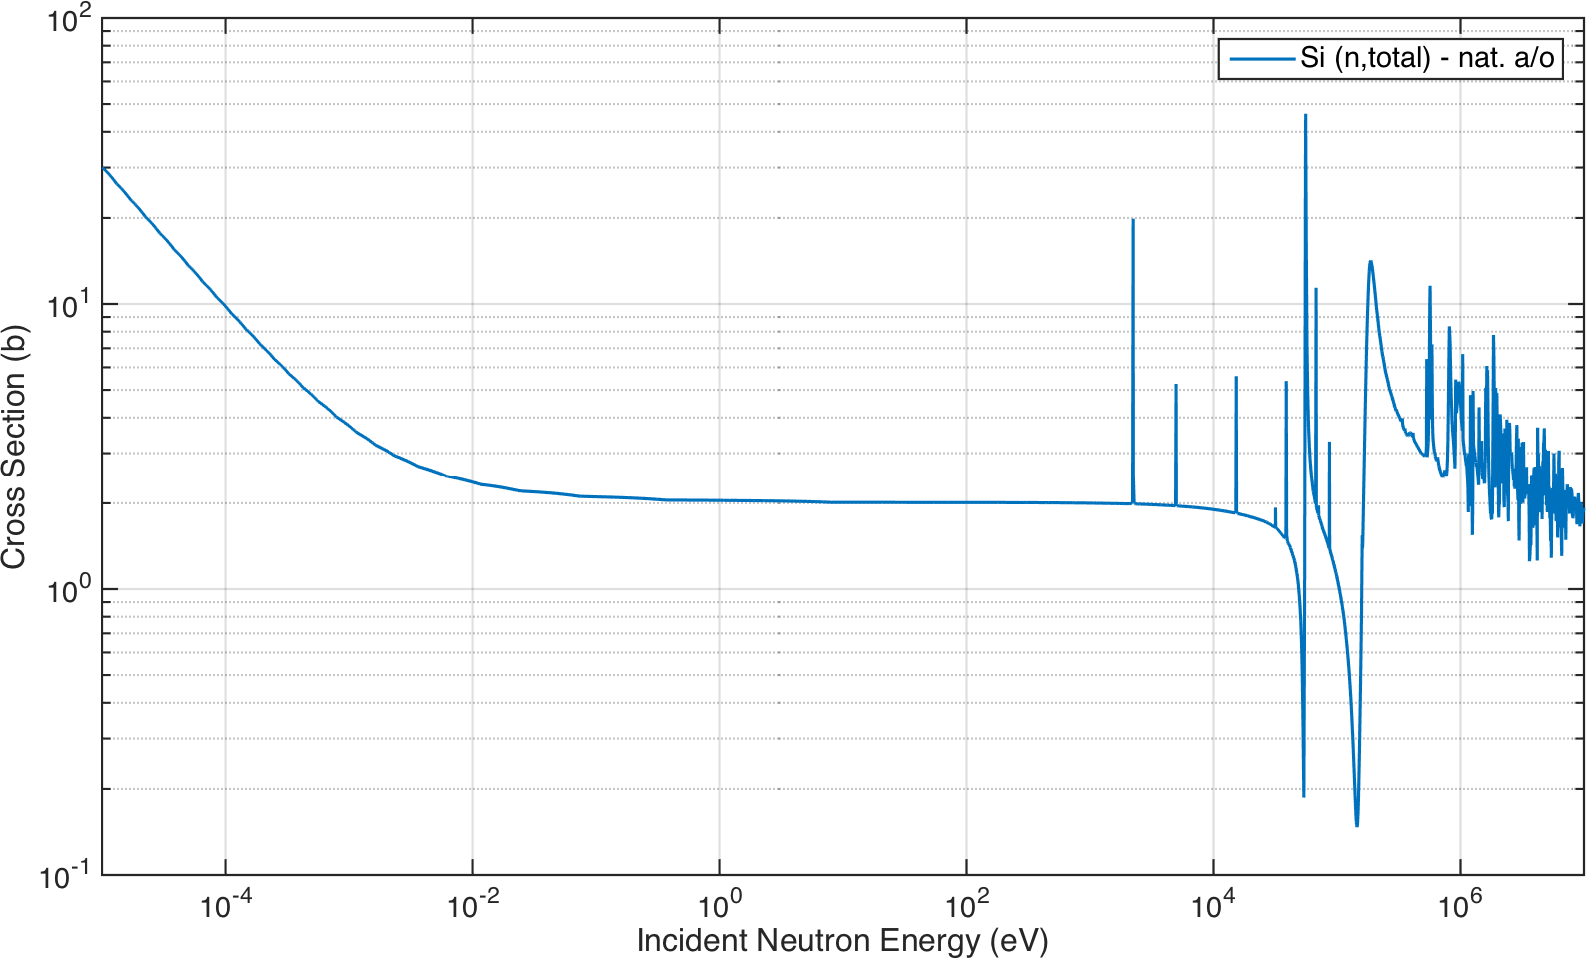 10^2
Si (n,total) - nat. a/o
10^1
Cross Section (b)
10^0
10^-1
10^-4 10^-2 10^0 10^2 10^4 10^6
Incident Neutron Energy (eV)